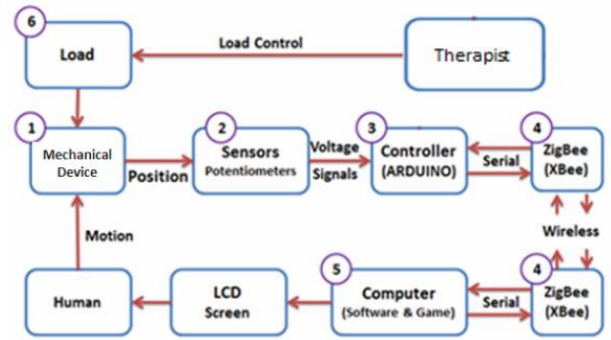 6
Load
Load Control
Therapist
1
Mechanical
Device
Position
2
Sensors
Potentiometers
Voltage
Signals
3
Controller
(ARDUINO)
Serial
4
ZigBee
(XBee)
Wireless
Motion
Human
LCD
Screen
5
Computer
(Software & Game)
Serial
4
ZigBee
(XBee)